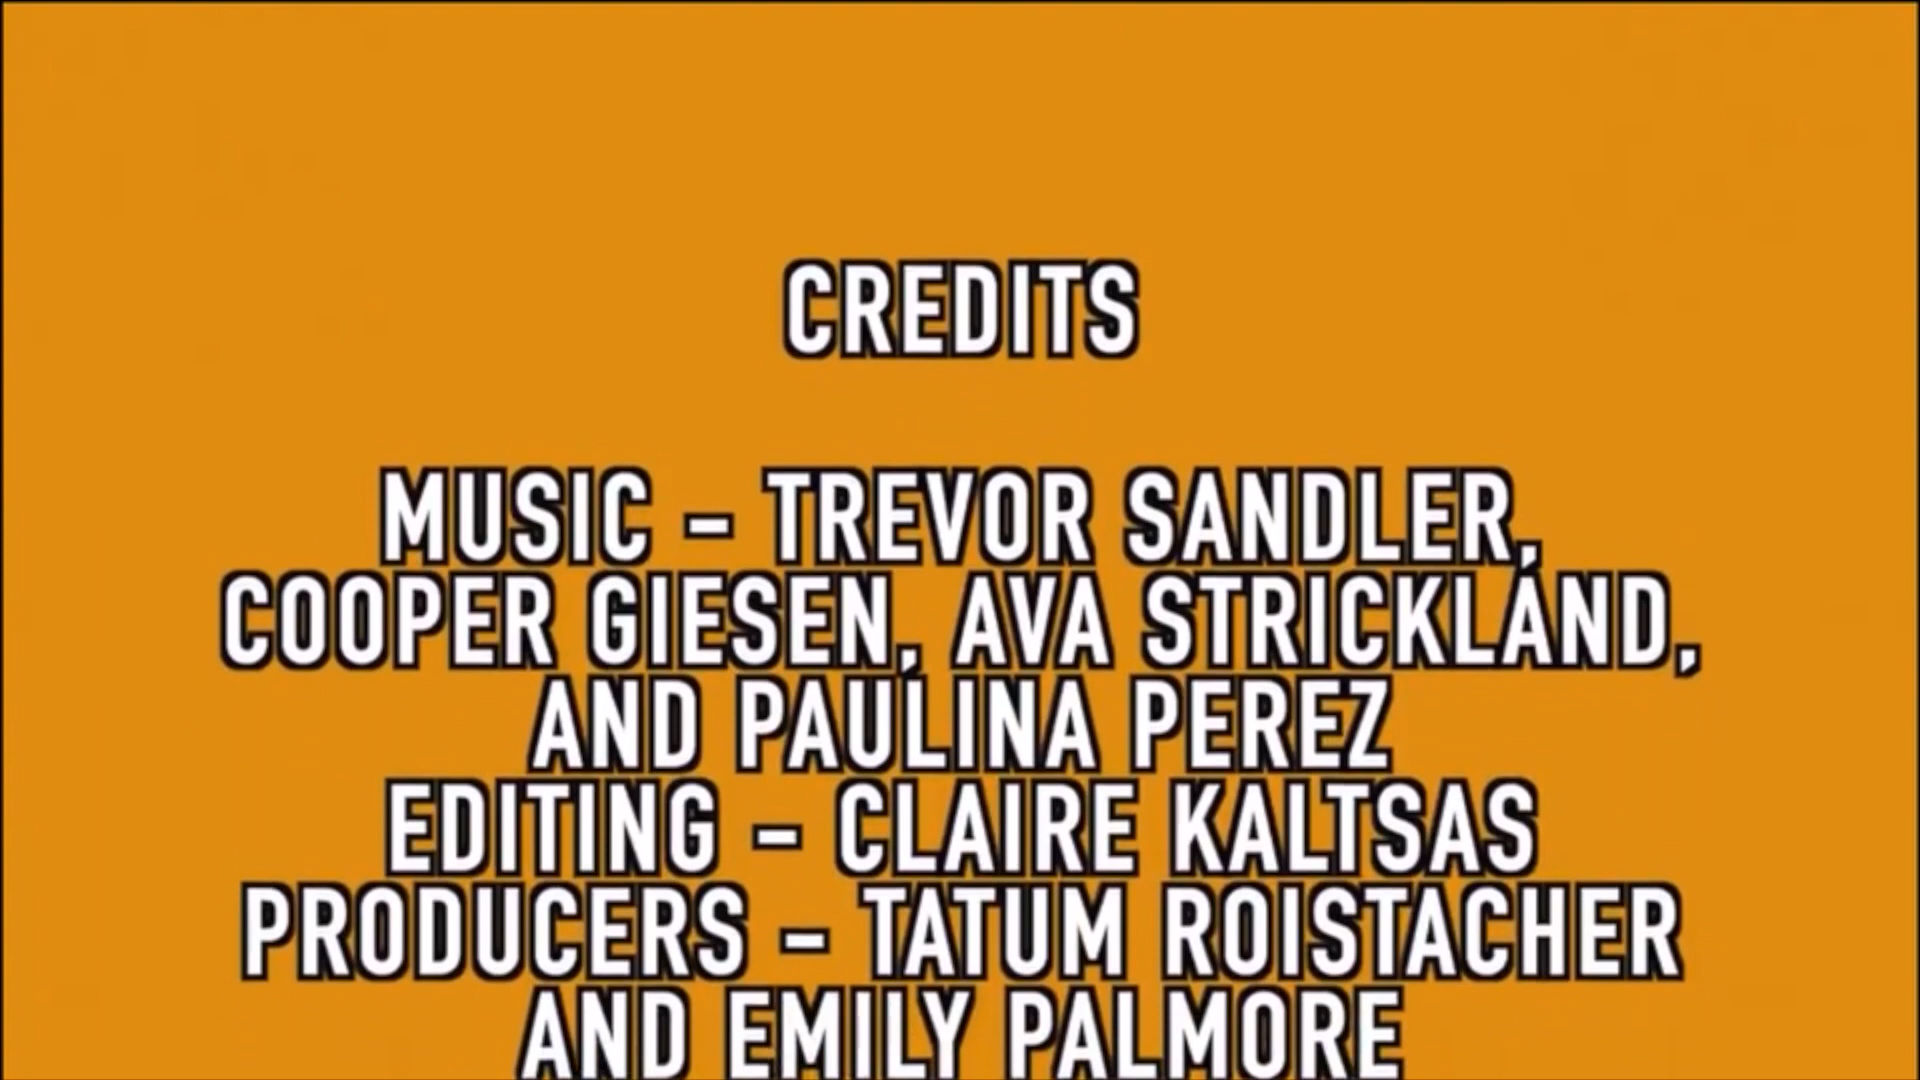 CREDITS
MUSIC – TREVOR SANDLER,
COOPER GIESEN, AVA STRICKLAND,
AND PAULINA PEREZ
EDITING – CLAIRE KALTSAS
PRODUCERS – TATUM ROISTACHER
AND EMILY PALMORE